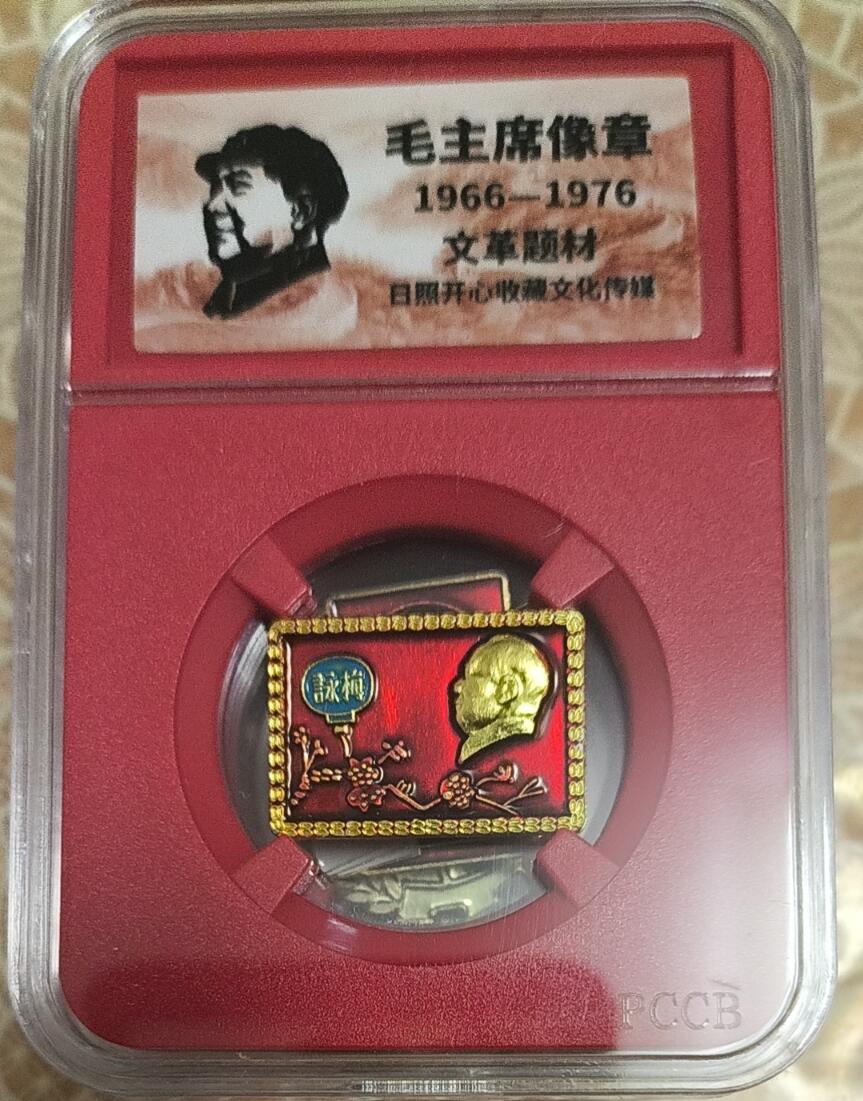 毛主席像章
1966—1976
文革题材
日照开心收藏文化传媒
詠梅
PCCB